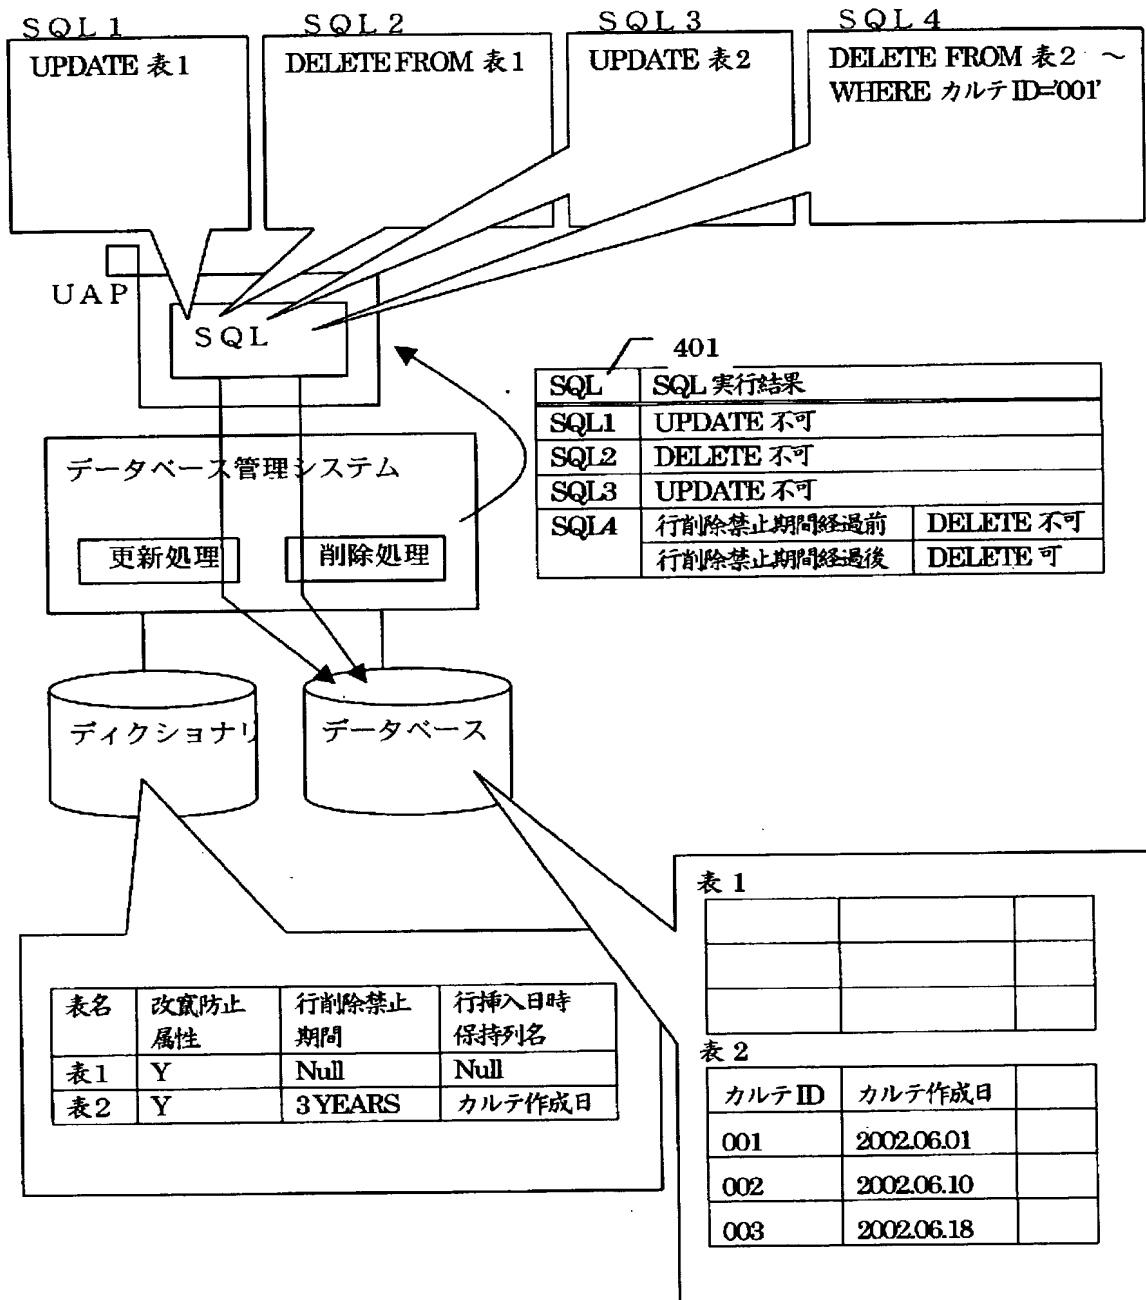 SQL1
UPDATE 表1
SQL2
DELETE FROM 表1
SQL3
UPDATE 表2
SQL4
DELETE FROM 表2 ~
WHERE カルテID='001'
UAP
SQL
401
SQL SQL実行結果
SQL1 UPDATE 不可
SQL2 DELETE 不可
SQL3 UPDATE 不可
SQL4 行削除禁止期間経過前 DELETE 不可
行削除禁止期間経過後 DELETE 可
データベース管理システム
更新処理 削除処理
ディクショナリ
データベース
表名 改竄防止 行削除禁止 行挿入日時
属性 期間 保持列名
表1 Y Null Null
表2 Y 3YEARS カルテ作成日
表1
表2
カルテID カルテ作成日
001 2002.06.01
002 2002.06.10
003 2002.06.18